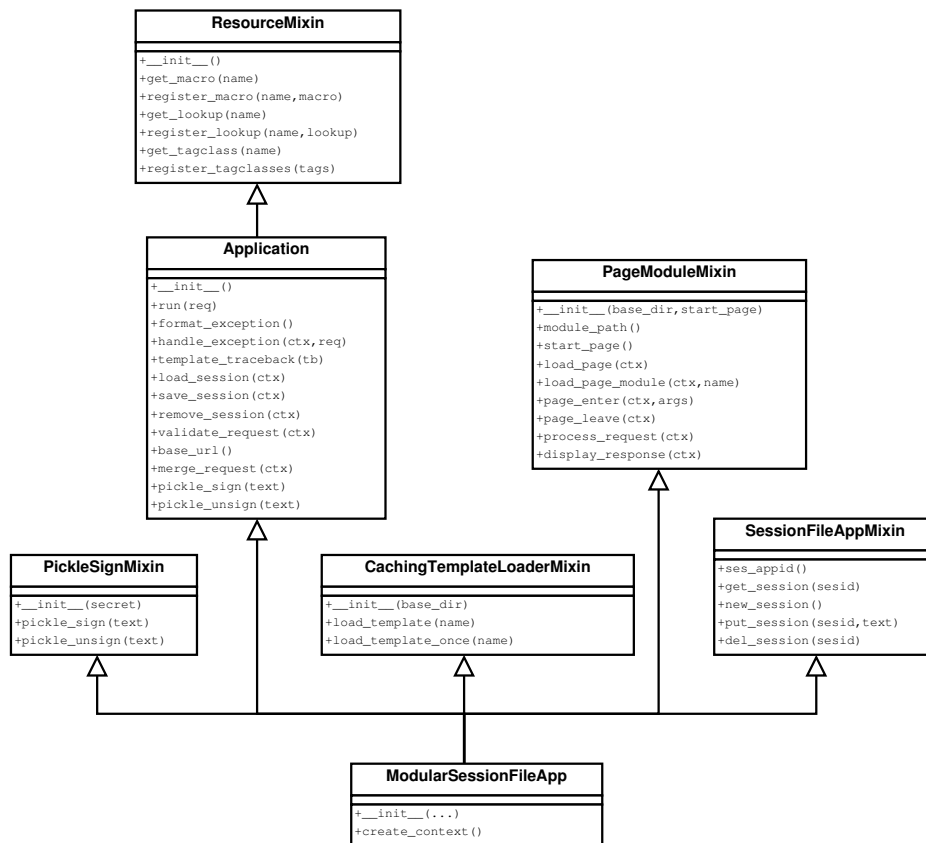 ResourceMixin
+__init__()
+get_macro(name)
+register_macro(name,macro)
+get_lookup(name)
+register_lookup(name,lookup)
+get_tagclass(name)
+register_tagclasses(tags)
Application
+__init__()
+run(req)
+format_exception()
+handle_exception(ctx,req)
+template_traceback(tb)
+load_session(ctx)
+save_session(ctx)
+remove_session(ctx)
+validate_request(ctx)
+base_url()
+merge_request(ctx)
+pickle_sign(text)
+pickle_unsign(text)
PageModuleMixin
+__init__(base_dir,start_page)
+module_path()
+start_page()
+load_page(ctx)
+load_page_module(ctx,name)
+page_enter(ctx,args)
+page_leave(ctx)
+process_request(ctx)
+display_response(ctx)
PickleSignMixin
+__init__(secret)
+pickle_sign(text)
+pickle_unsign(text)
CachingTemplateLoaderMixin
+__init__(base_dir)
+load_template(name)
+load_template_once(name)
SessionFileAppMixin
+ses_appid()
+get_session(sesid)
+new_session()
+put_session(sesid,text)
+del_session(sesid)
ModularSessionFileApp
+__init__(...)
+create_context()